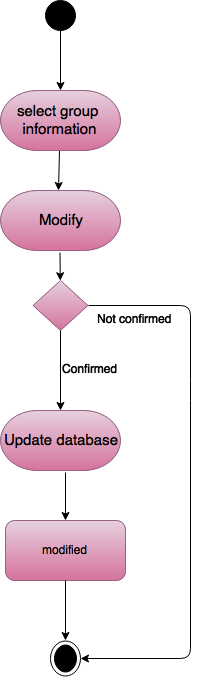 select group
information
Modify
Not confirmed
Confirmed
Update database
modified